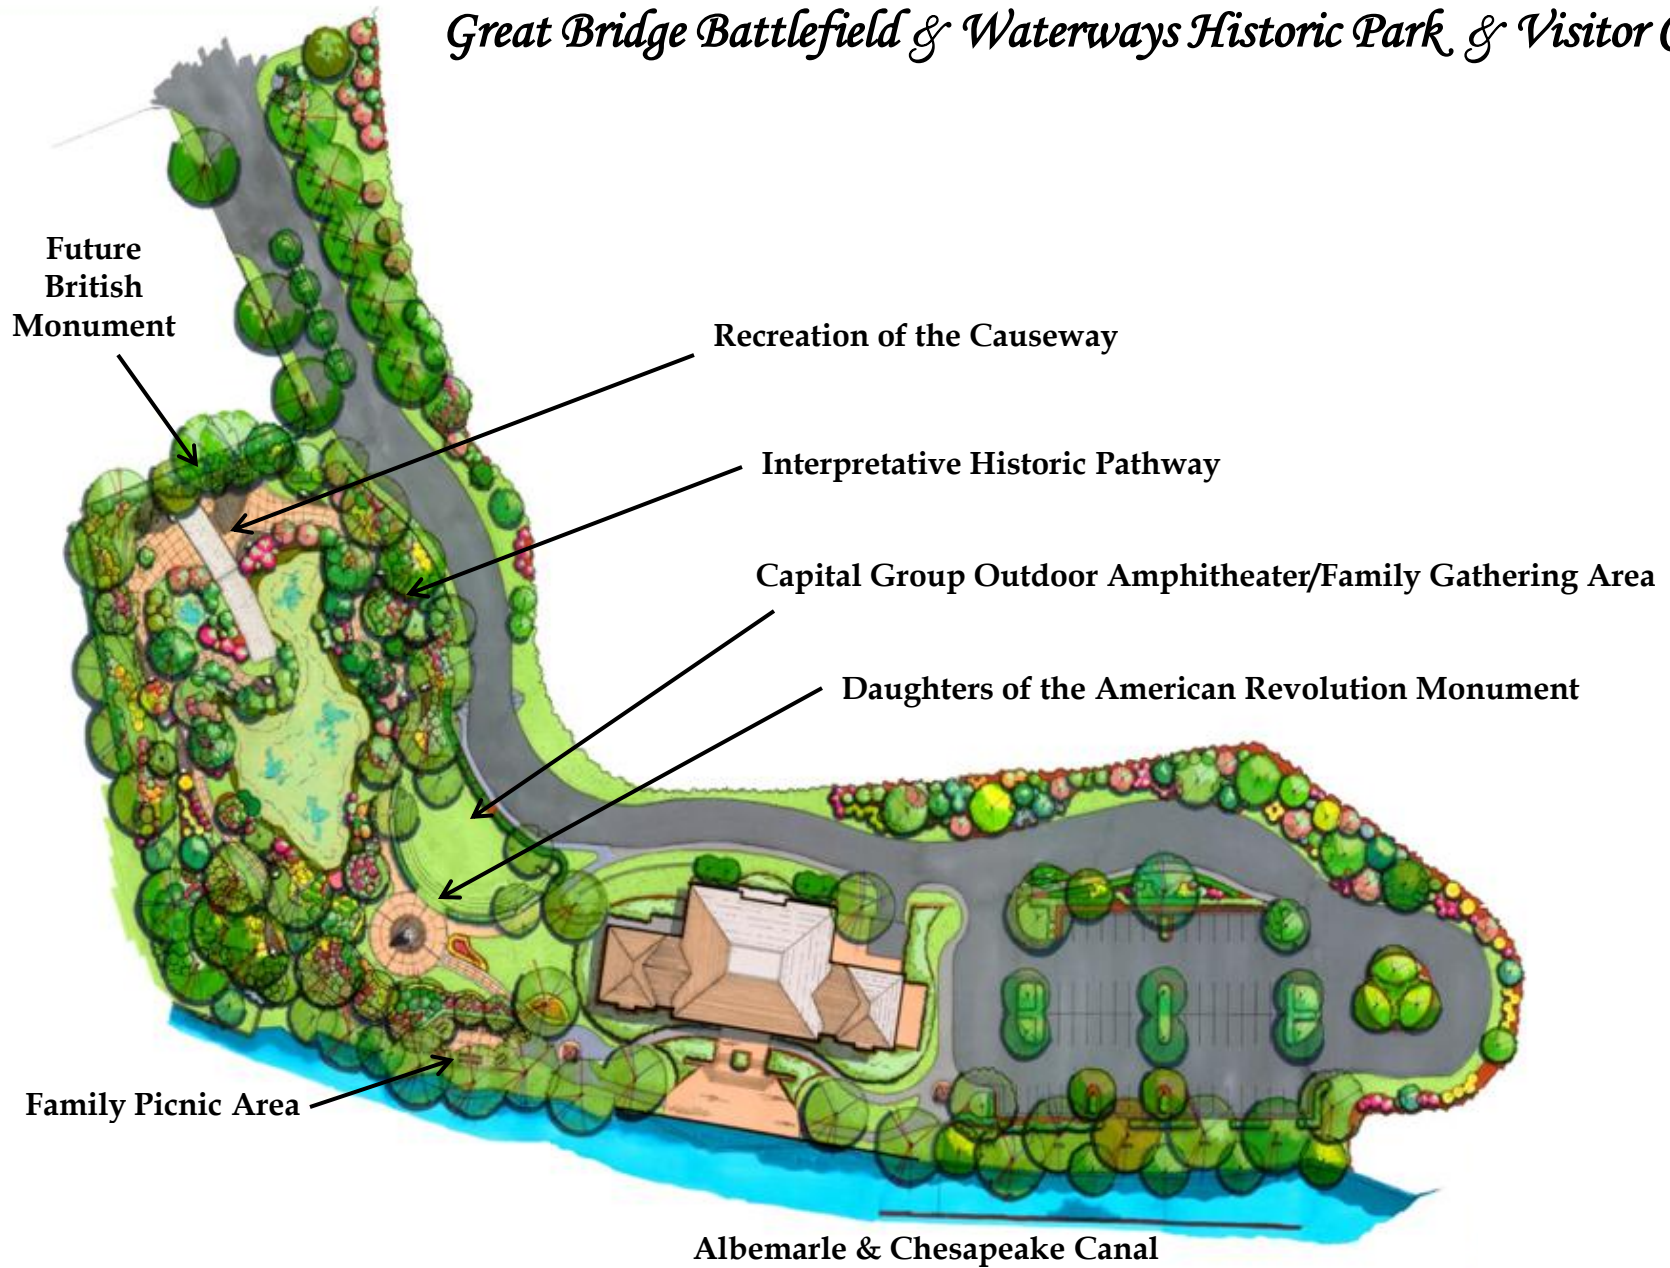 Great Bridge Battlefield & Waterways Historic Park & Visitor
Future
British
Monument
Recreation of the Causeway
Interpretative Historic Pathway
Capital Group Outdoor Amphitheater/Family Gathering Area
Daughters of the American Revolution Monument
Family Picnic Area
Albemarle & Chesapeake Canal